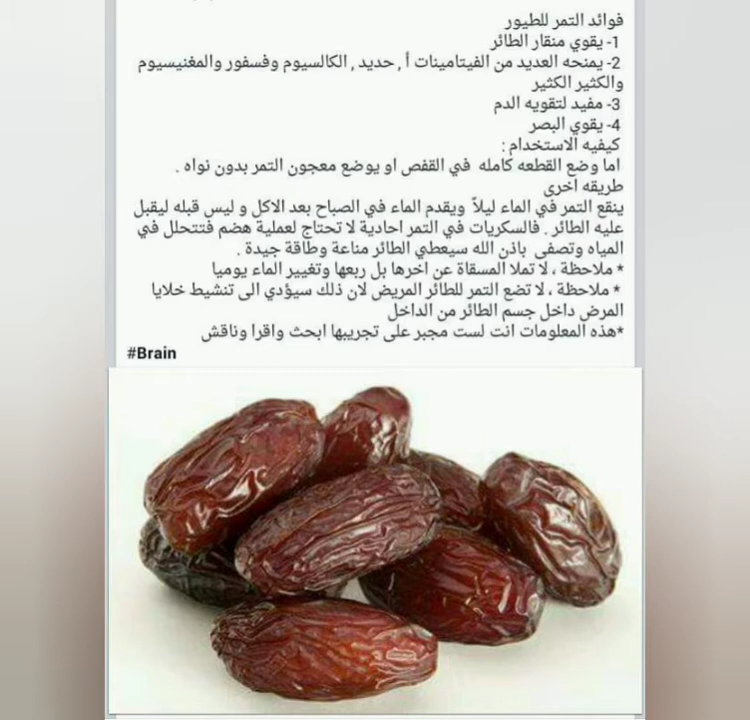 فوائد التمر للطيور
1- يقوي منقار الطائر
2- يمنحه العديد من الفيتامينات أ , حديد , الكالسيوم وفسفور والمغنيسيوم
والكثير الكثير
3- مفيد لتقويه الدم
4- يقوي البصر
كيفيه الاستخدام :
اما وضع القطعه كامله في القفص او يوضع معجون التمر بدون نواه .
طريقه اخرى
ينقع التمر في الماء ليلاً ويقدم الماء في الصباح بعد الاكل و ليس قبله ليقبل
عليه الطائر . فالسكريات في التمر احادية لا تحتاج لعملية هضم فتتحلل في
المياه وتصفى باذن الله سيعطي الطائر مناعة وطاقة جيدة .
* ملاحظة ، لا تملا المسقاة عن اخرها بل ربعها وتغيير الماء يوميا
* ملاحظة ، لا تضع التمر للطائر المريض لان ذلك سيؤدي الى تنشيط خلايا
المرض داخل جسم الطائر من الداخل
*هذه المعلومات انت لست مجبر على تجريبها ابحث واقرا وناقش
#Brain